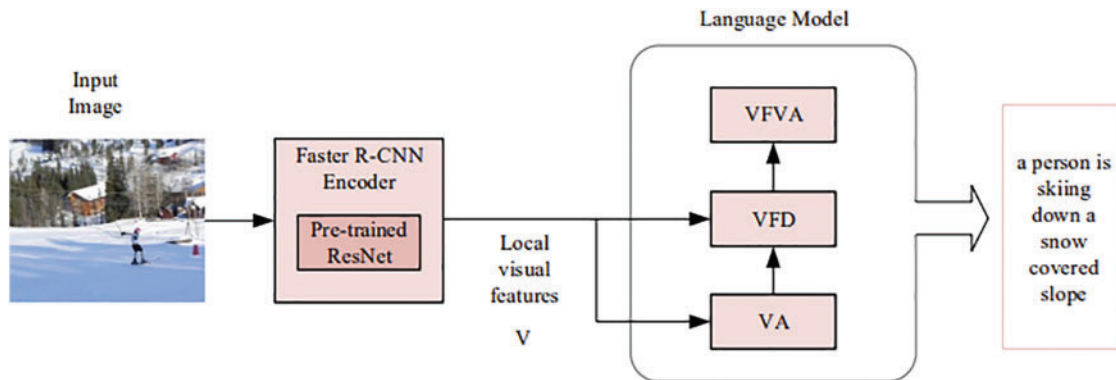 Language Model
Input
Image
Faster R-CNN
Encoder
Pre-trained
ResNet
Local
visual
features
V
VFVA
VFD
VA
a person is
skiing
down a
snow
covered
slope